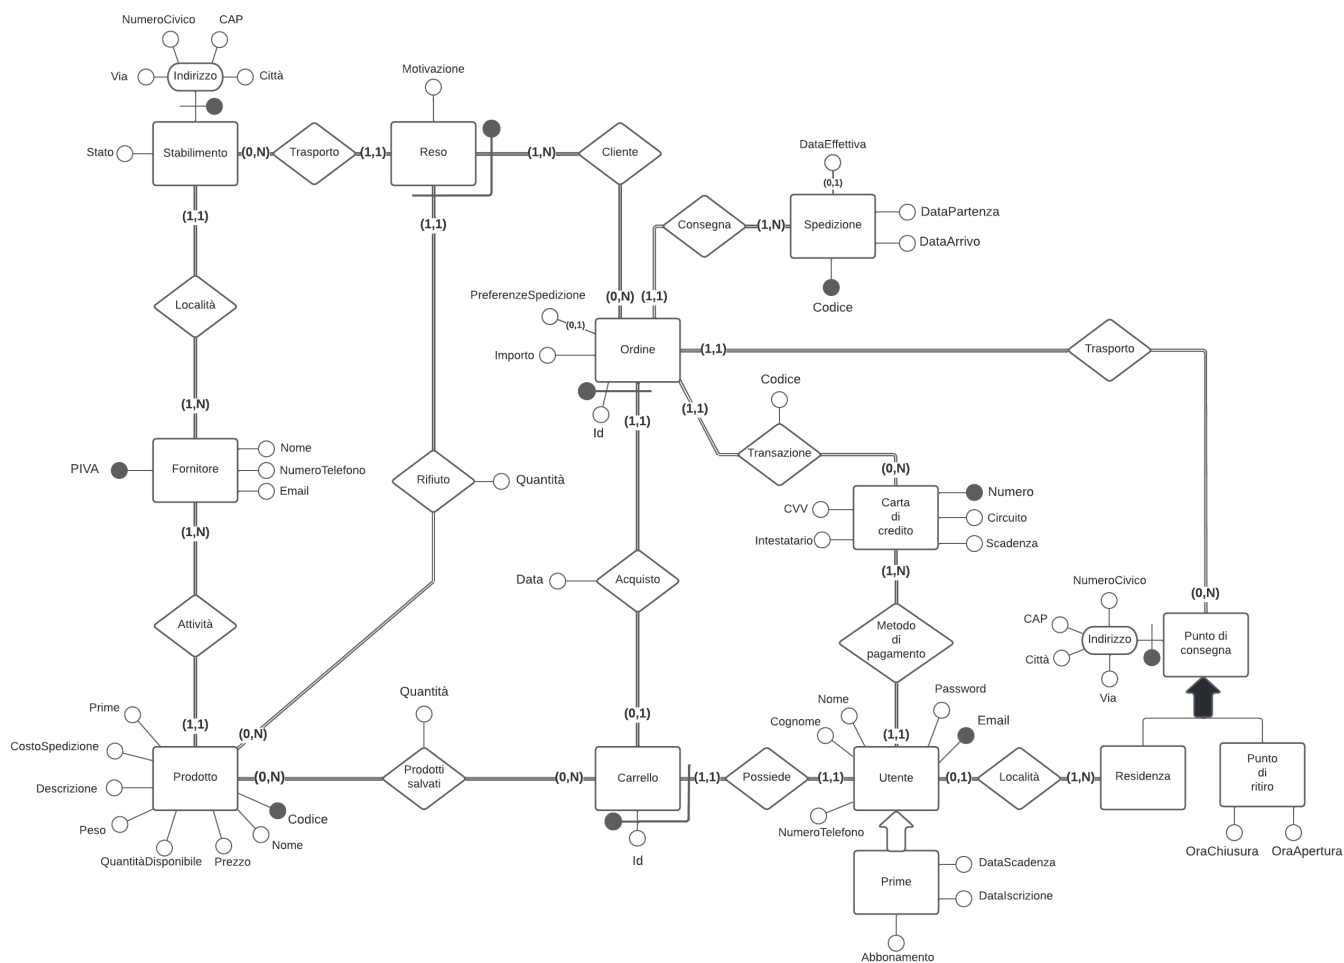 NumeroCivico
CAP
Via
Indirizzo
Città
Motivazione
Stato
Stabilimento
(0,N)
Trasporto
(1,1)
Reso
(1,N)
Cliente
DataEffettiva
(0,1)
(1,1)
(1,1)
Consegna
(1,N)
Spedizione
DataPartenza
DataArrivo
Codice
Località
PreferenzeSpedizione
(0,1)
(0,N)
(1,1)
Importo
Ordine
(1,1)
Trasporto
Id
(1,1)
(1,1)
Codice
Transazione
(0,N)
(1,N)
PIVA
Fornitore
Nome
NumeroTelefono
Email
Rifiuto
Quantità
CVV
Intestatario
Carta
di
credito
Numero
Circuito
Scadenza
(1,N)
(1,N)
Data
Acquisto
Attività
Metodo
di
pagamento
(0,N)
NumeroCivico
CAP
Indirizzo
Città
Via
Punto di
consegna
Prime
CostoSpedizione
Descrizione
Peso
QuantitàDisponibile
Prezzo
Nome
Codice
(1,1)
(0,N)
Prodotto
(0,N)
Quantità
Prodotti
salvati
(0,N)
(0,1)
Carrello
Id
(1,1)
Possiede
(1,1)
Nome
Cognome
Password
Email
(1,1)
Utente
NumeroTelefono
(0,1)
Località
(1,N)
Residenza
Punto
di
ritiro
OraChiusura
OraApertura
Prime
DataScadenza
DataIscrizione
Abbonamento